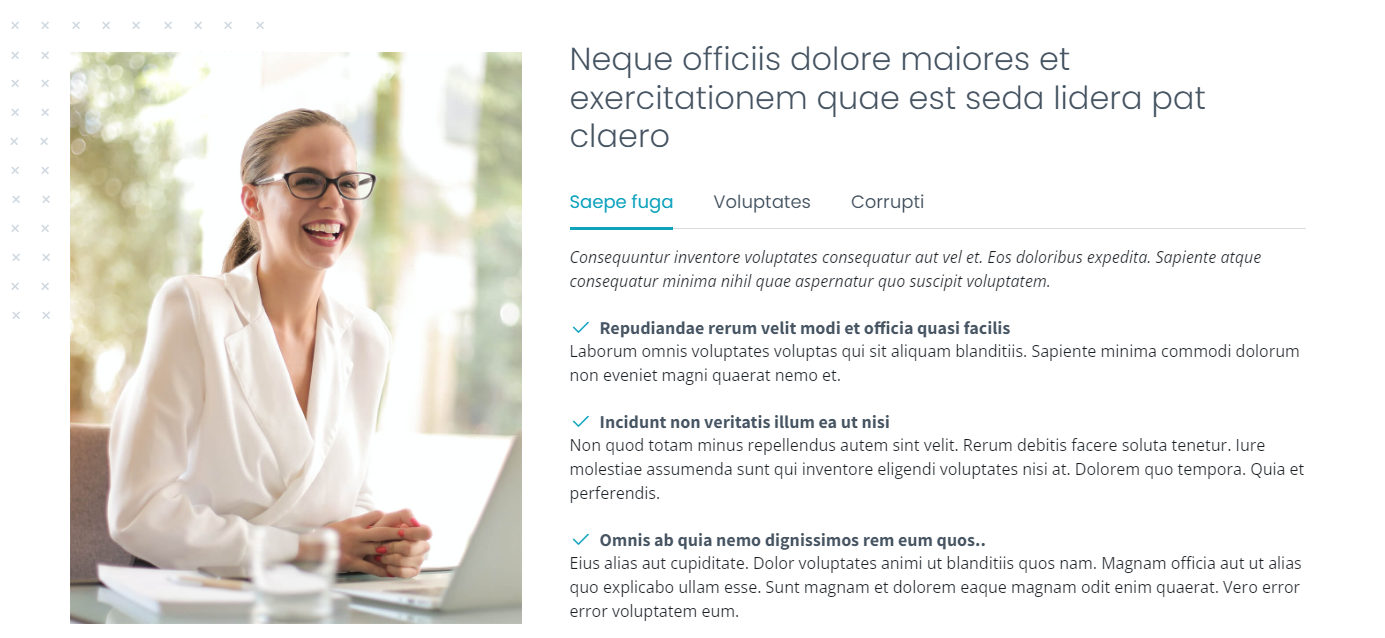 Neque officiis dolore maiores et
exercitationem quae est seda lidera pat
claero
Saepe fuga Voluptates Corrupti
Consequuntur inventore voluptates consequatur aut vel et. Eos doloribus expedita. Sapiente atque
consequatur minima nihil quae aspernatur quo suscipit voluptatem.
Repudiandae rerum velit modi et officia quasi facilis
Laborum omnis voluptates voluptas qui sit aliquam blanditiis. Sapiente minima commodi dolorum
non eveniet magni quaerat nemo et.
Incidunt non veritatis illum ea ut nisi
Non quod totam minus repellendus autem sint velit. Rerum debitis facere soluta tenetur. Iure
molestiae assumenda sunt qui inventore eligendi voluptates nisi at. Dolorem quo tempora. Quia et
perferendis.
Omnis ab quia nemo dignissimos rem eum quos..
Eius alias aut cupiditate. Dolor voluptates animi ut blanditiis quos nam. Magnam officia aut ut alias
quo explicabo ullam esse. Sunt magnam et dolorem eaque magnam odit enim quaerat. Vero error
error voluptatem eum.